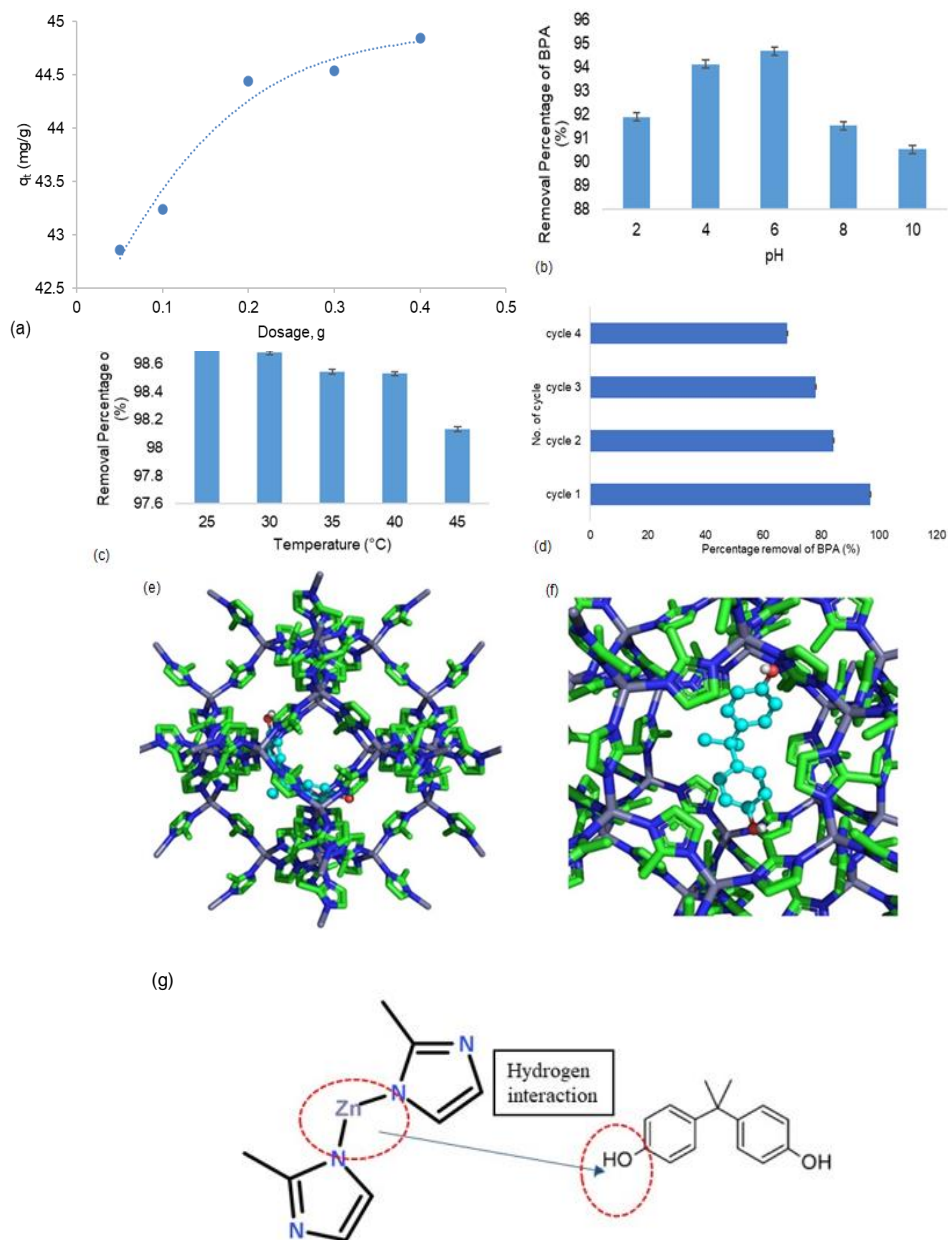 45
44.5
44
43.5
43
42.5
qt (mg/g)
0
0.1
0.2
0.3
0.4
0.5
Dosage, g
(a)
96
95
94
93
92
91
90
89
88
Removal Percentage of BPA
(%)
2
4
6
8
10
pH
(b)
98.6
98.4
98.2
98
97.8
97.6
Removal Percentage o
(%)
25
30
35
40
45
Temperature (°C)
(c)
cycle 4
cycle 3
cycle 2
cycle 1
No. of cycle
0
20
40
60
80
100
120
Percentage removal of BPA (%)
(d)
(e)
(f)
(g)
N
Zn
N
N
N
Hydrogen
interaction
HO
OH